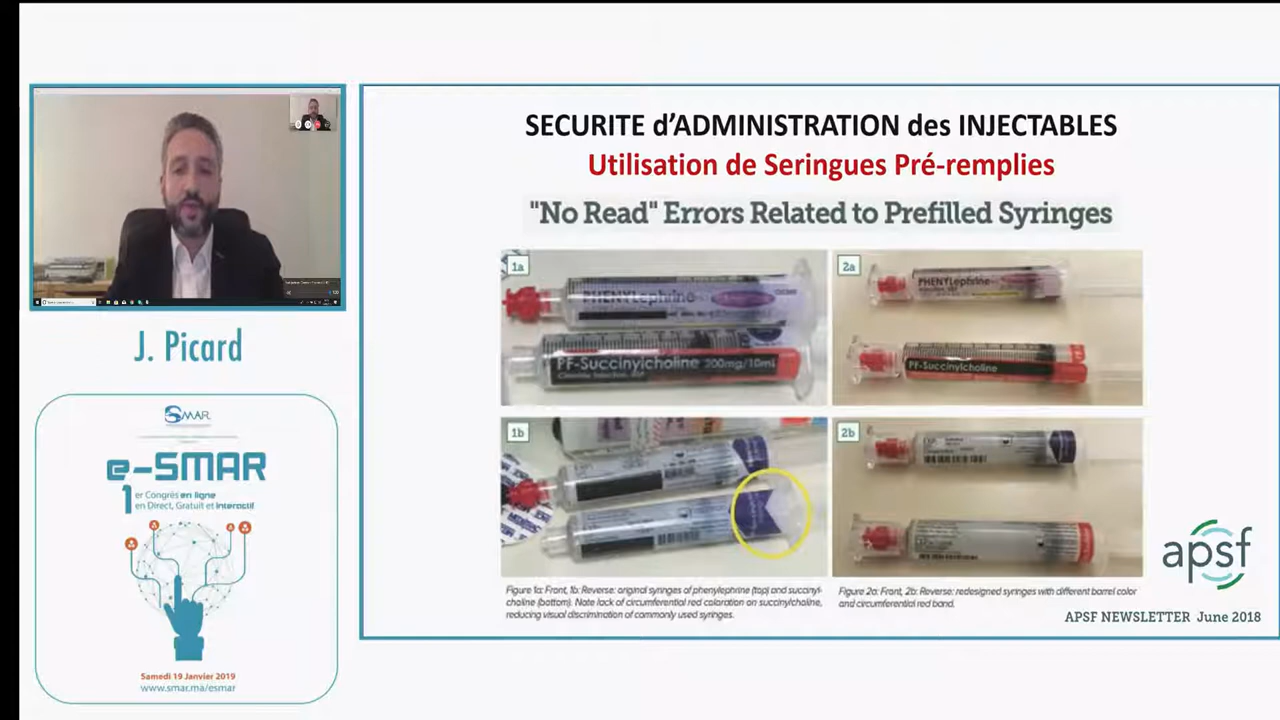 SECURITE d'ADMINISTRATION des INJECTABLES
Utilisation de Seringues Pré-remplies
"No Read" Errors Related to Prefilled Syringes
1a
PHENYLephrine
PF-Succinylcholine 200mg/10mL
2a
PHENYLephrine
PF-Succinylcholine
1b
2b
Figure 1a: Front, 1b: Reverse: original syringes of phenylephrine (top) and succinyl-
choline (bottom). Note lack of circumferential red coloration on succinylcholine,
reducing visual discrimination of commonly used syringes.
Figure 2a: Front, 2b: Reverse: redesigned syringes with different barrel color
and circumferential red band.
apsf
APSF NEWSLETTER June 2018
J. Picard
SMAR
e-SMAR
1er Congrès en ligne
en Direct, Gratuit et Interactif
Samedi 19 Janvier 2019
www.smar.ma/esmar